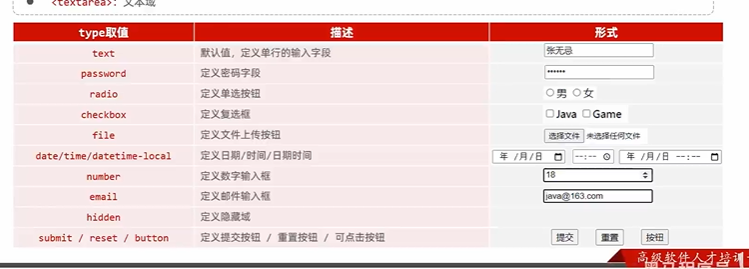 <textarea>: 文本域
type取值 描述 形式
text 默认值，定义单行的输入字段 张无忌
password 定义密码字段 ••••••
radio 定义单选按钮 男 女
checkbox 定义复选框 Java Game
file 定义文件上传按钮 选择文件 未选择任何文件
date/time/datetime-local 定义日期/时间/日期时间 年 /月/日 --:-- 年 /月/日 --:--
number 定义数字输入框 18
email 定义邮件输入框 java@163.com
hidden 定义隐藏域
submit / reset / button 定义提交按钮 / 重置按钮 / 可点击按钮 提交 重置 按钮
高级软件人才培训